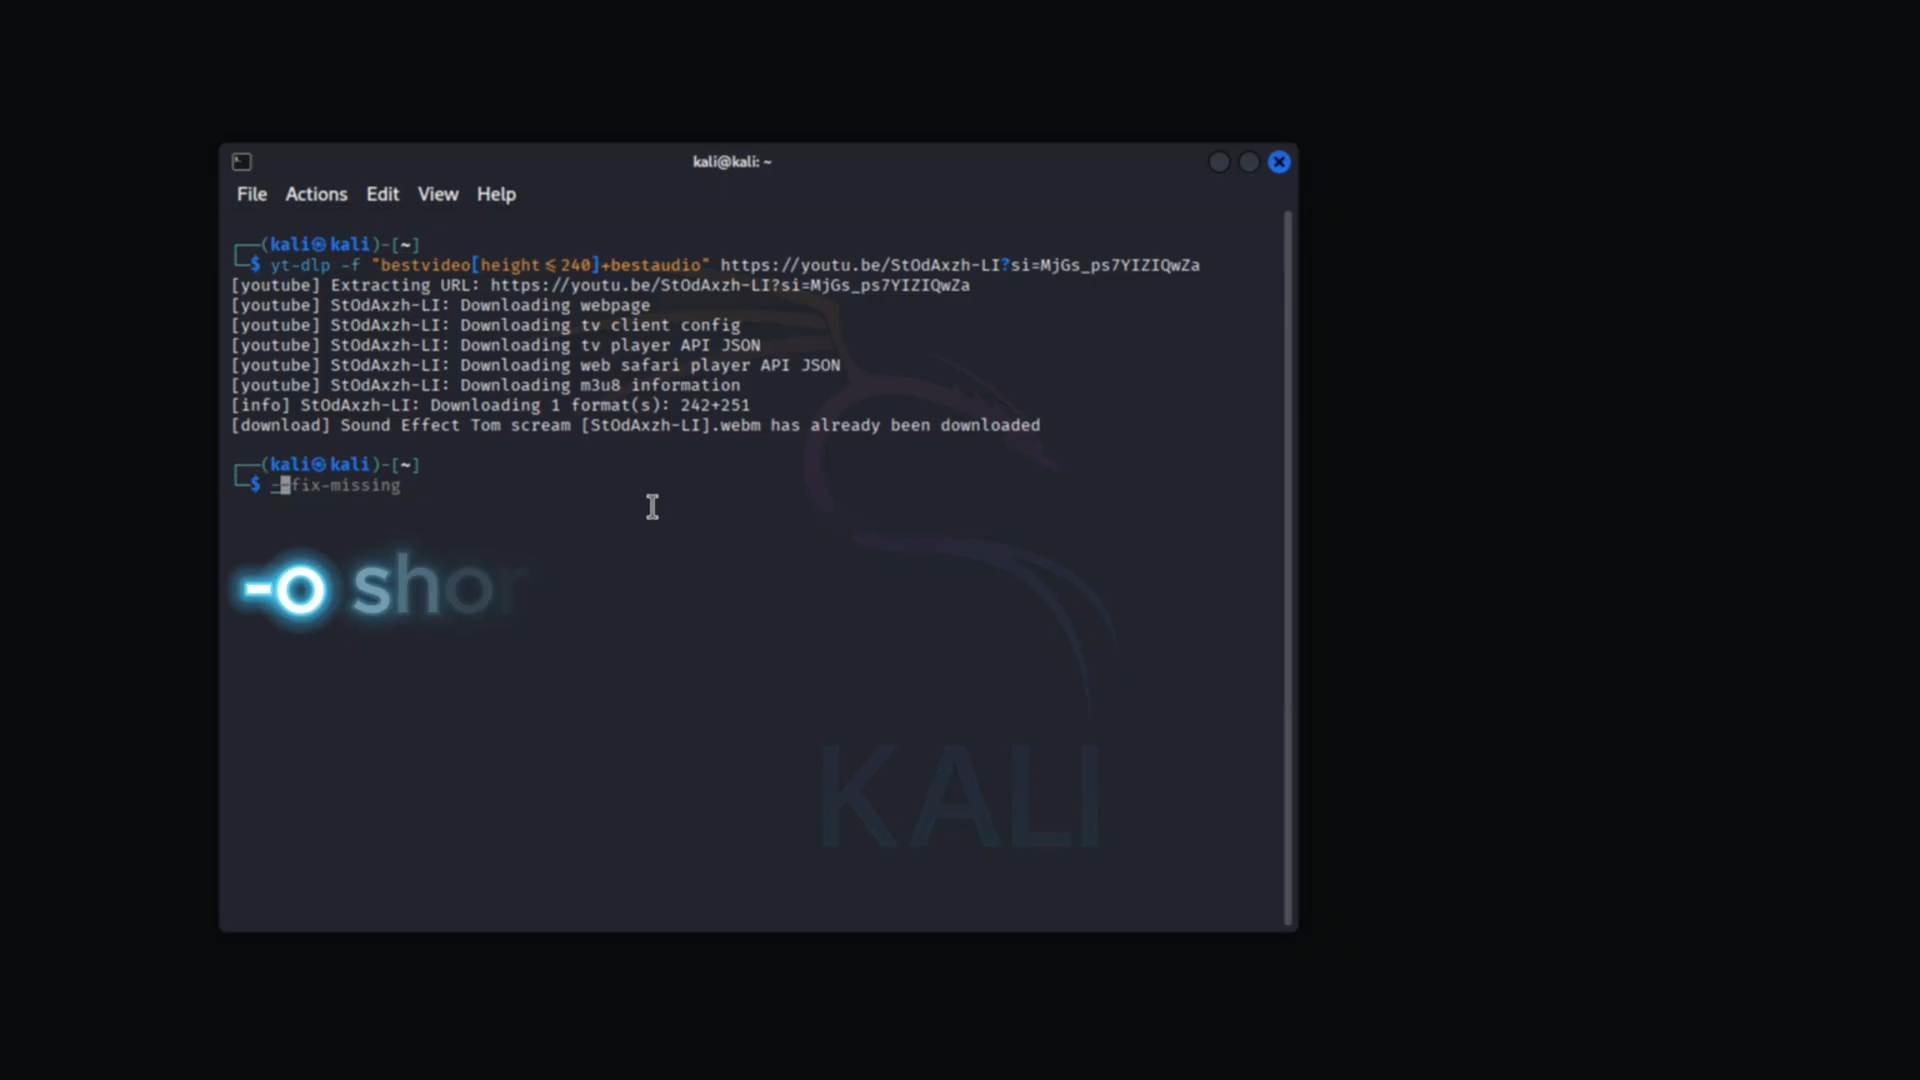 kali@kali: ~
File Actions Edit View Help
┌──(kali㉿kali)-[~]
└─$ yt-dlp -f "bestvideo[height<=240]+bestaudio" https://youtu.be/StOdAxzh-LI?si=MjGs_ps7YIZIQwZa
[youtube] Extracting URL: https://youtu.be/StOdAxzh-LI?si=MjGs_ps7YIZIQwZa
[youtube] StOdAxzh-LI: Downloading webpage
[youtube] StOdAxzh-LI: Downloading tv client config
[youtube] StOdAxzh-LI: Downloading tv player API JSON
[youtube] StOdAxzh-LI: Downloading web safari player API JSON
[youtube] StOdAxzh-LI: Downloading m3u8 information
[info] StOdAxzh-LI: Downloading 1 format(s): 242+251
[download] Sound Effect Tom scream [StOdAxzh-LI].webm has already been downloaded
┌──(kali㉿kali)-[~]
└─$ --fix-missing
-o shor
KALI